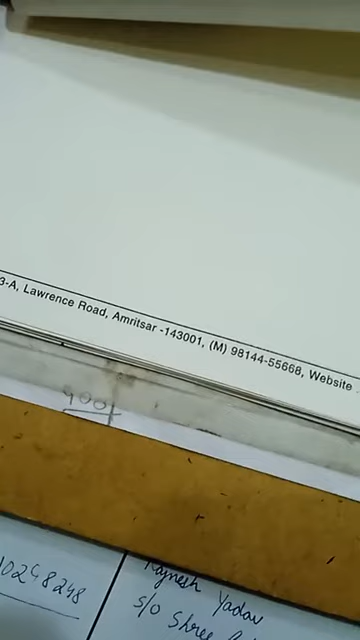 3-A, Lawrence Road, Amritsar -143001, (M) 98144-55668, Website
900/-
10248248
Rajnesh Yadav
S/o Shree